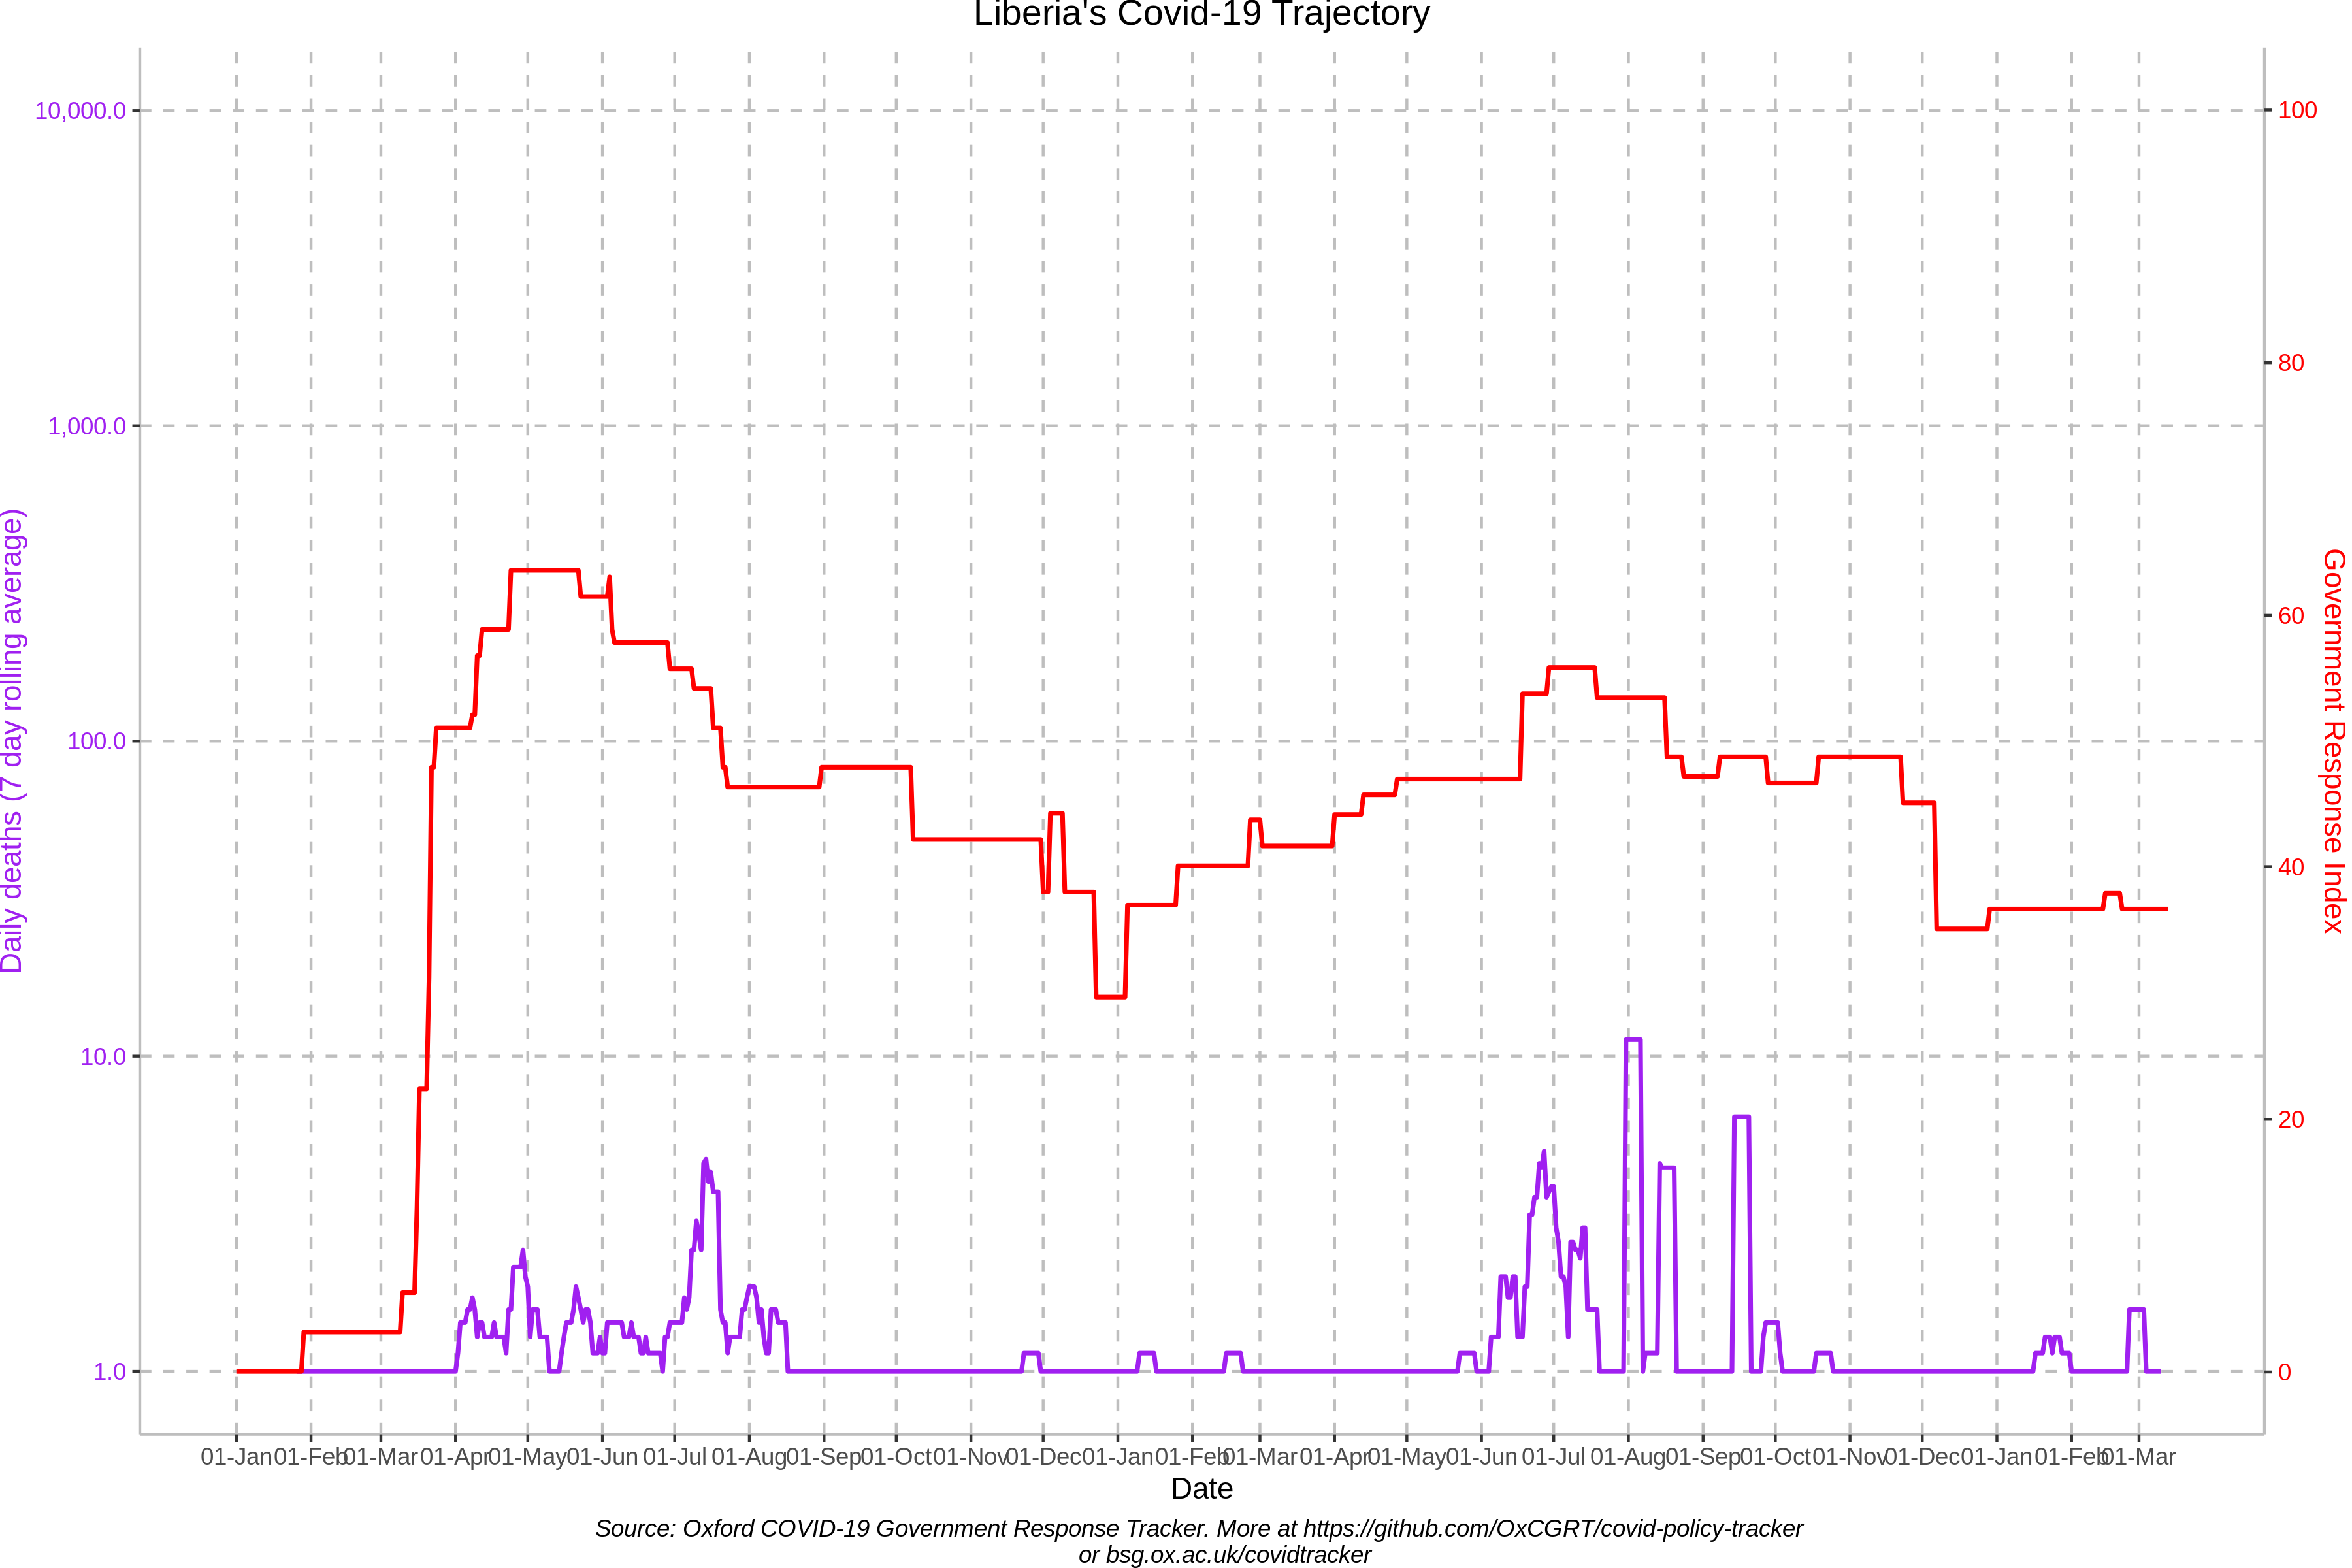 Liberia's Covid-19 Trajectory
10,000.0
1,000.0
100.0
10.0
1.0
Daily deaths (7 day rolling average)
100
80
60
40
20
0
Government Response Index
01-Jan 01-Feb 01-Mar 01-Apr 01-May 01-Jun 01-Jul 01-Aug 01-Sep 01-Oct 01-Nov 01-Dec 01-Jan 01-Feb 01-Mar 01-Apr 01-May 01-Jun 01-Jul 01-Aug 01-Sep 01-Oct 01-Nov 01-Dec 01-Jan 01-Feb 01-Mar
Date
Source: Oxford COVID-19 Government Response Tracker. More at https://github.com/OxCGRT/covid-policy-tracker
or bsg.ox.ac.uk/covidtracker